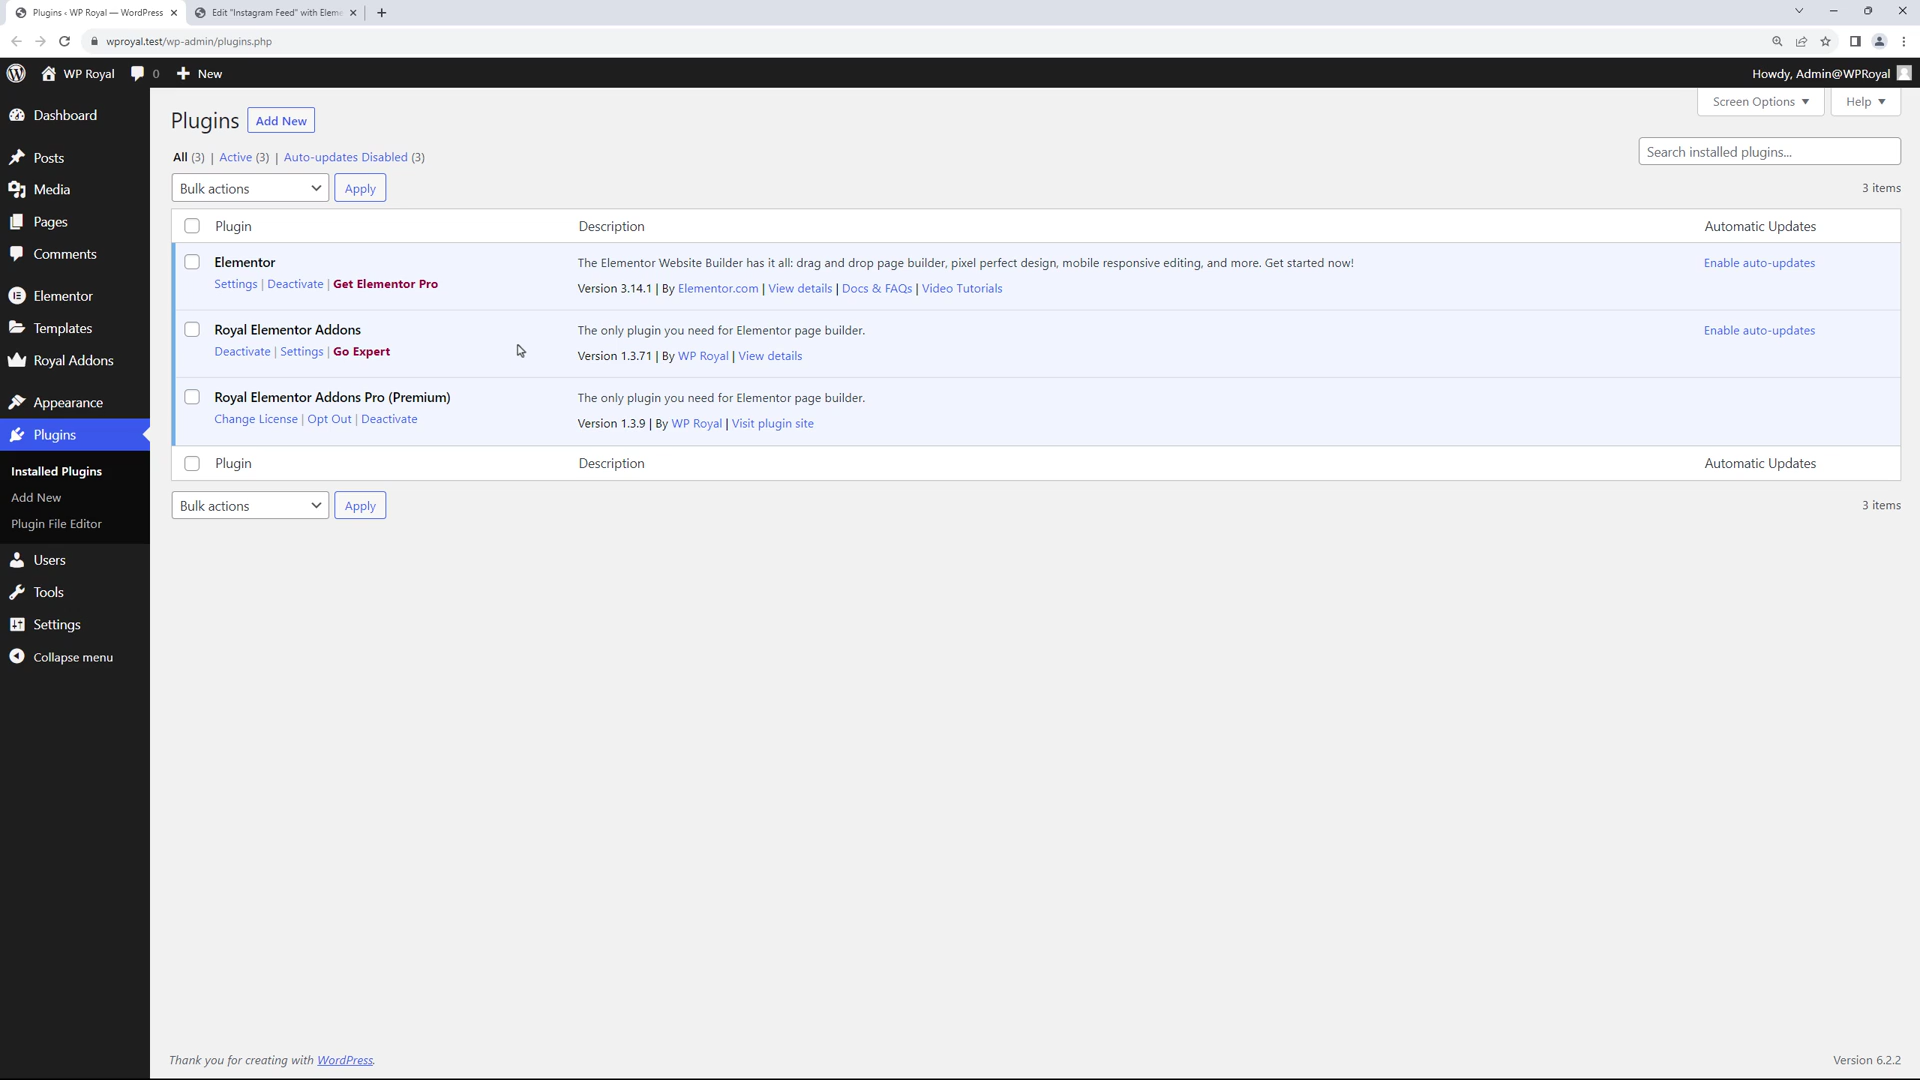 Plugins ‹ WP Royal — WordPress
Edit "Instagram Feed" with Eleme
wproyal.test/wp-admin/plugins.php
WP Royal
0
New
Howdy, Admin@WPRoyal
Dashboard
Posts
Media
Pages
Comments
Elementor
Templates
Royal Addons
Appearance
Plugins
Installed Plugins
Add New
Plugin File Editor
Users
Tools
Settings
Collapse menu
Screen Options
Help
Plugins
Add New
All (3) | Active (3) | Auto-updates Disabled (3)
Search installed plugins...
Bulk actions
Apply
3 items
Plugin
Description
Automatic Updates
Elementor
Settings | Deactivate | Get Elementor Pro
The Elementor Website Builder has it all: drag and drop page builder, pixel perfect design, mobile responsive editing, and more. Get started now!
Version 3.14.1 | By Elementor.com | View details | Docs & FAQs | Video Tutorials
Enable auto-updates
Royal Elementor Addons
Deactivate | Settings | Go Expert
The only plugin you need for Elementor page builder.
Version 1.3.71 | By WP Royal | View details
Enable auto-updates
Royal Elementor Addons Pro (Premium)
Change License | Opt Out | Deactivate
The only plugin you need for Elementor page builder.
Version 1.3.9 | By WP Royal | Visit plugin site
Plugin
Description
Automatic Updates
Bulk actions
Apply
3 items
Thank you for creating with WordPress.
Version 6.2.2